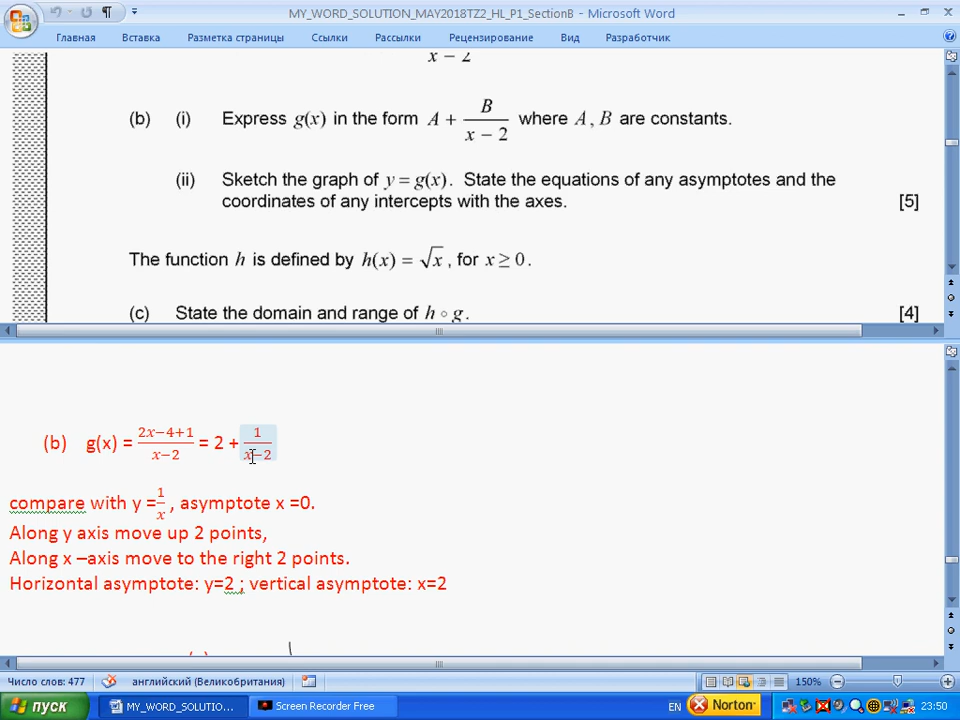 MY_WORD_SOLUTION_MAY2018TZ2_HL_P1_SectionB - Microsoft Word
Главная Вставка Разметка страницы Ссылки Рассылки Рецензирование Вид Разработчик
x − 2
(b) (i) Express g(x) in the form A + B/(x − 2) where A, B are constants.
(ii) Sketch the graph of y = g(x). State the equations of any asymptotes and the
coordinates of any intercepts with the axes. [5]
The function h is defined by h(x) = √x, for x ≥ 0.
(c) State the domain and range of h ∘ g. [4]
(b) g(x) = (2x−4+1)/(x−2) = 2 + 1/(x−2)
compare with y =1/x , asymptote x =0.
Along y axis move up 2 points,
Along x –axis move to the right 2 points.
Horizontal asymptote: y=2 ; vertical asymptote: x=2
Число слов: 477 английский (Великобритания) 150%
пуск MY_WORD_SOLUTIO... Screen Recorder Free EN Norton 23:50